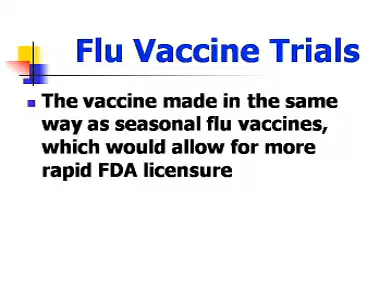 Flu Vaccine Trials
The vaccine made in the same
way as seasonal flu vaccines,
which would allow for more
rapid FDA licensure